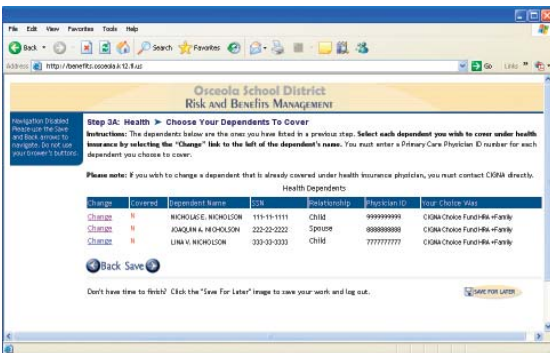 File Edit View Favorites Tools Help
Back Search Favorites
Address http://benefits.osceola.k12.fl.us Go Links
Osceola School District
Risk and Benefits Management
Navigation Disabled
Please use the Save
and Back arrows to
navigate. Do not use
your brower's buttons.
Step 3A: Health ➤ Choose Your Dependents To Cover
Instructions: The dependents below are the ones you have listed in a previous step. Select each dependent you wish to cover under health
insurance by selecting the "Change" link to the left of the dependent's name. You must enter a Primary Care Physician ID number for each
dependent you choose to cover.
Please note: If you wish to change a dependent that is already covered under health insurance physician, you must contact CIGNA directly.
Health Dependents
Change Covered Dependent Name SSN Relationship Physician ID Your Choice Was
Change N NICHOLAS E. NICHOLSON 111-11-1111 Child 9999999999 CIGNA Choice Fund HRA +Family
Change N JOAQUIN A. NICHOLSON 222-22-2222 Spouse 8888888888 CIGNA Choice Fund HRA +Family
Change N LINA V. NICHOLSON 333-33-3333 Child 7777777777 CIGNA Choice Fund HRA +Family
Back Save
Don't have time to finish? Click the "Save For Later" image to save your work and log out. SAVE FOR LATER